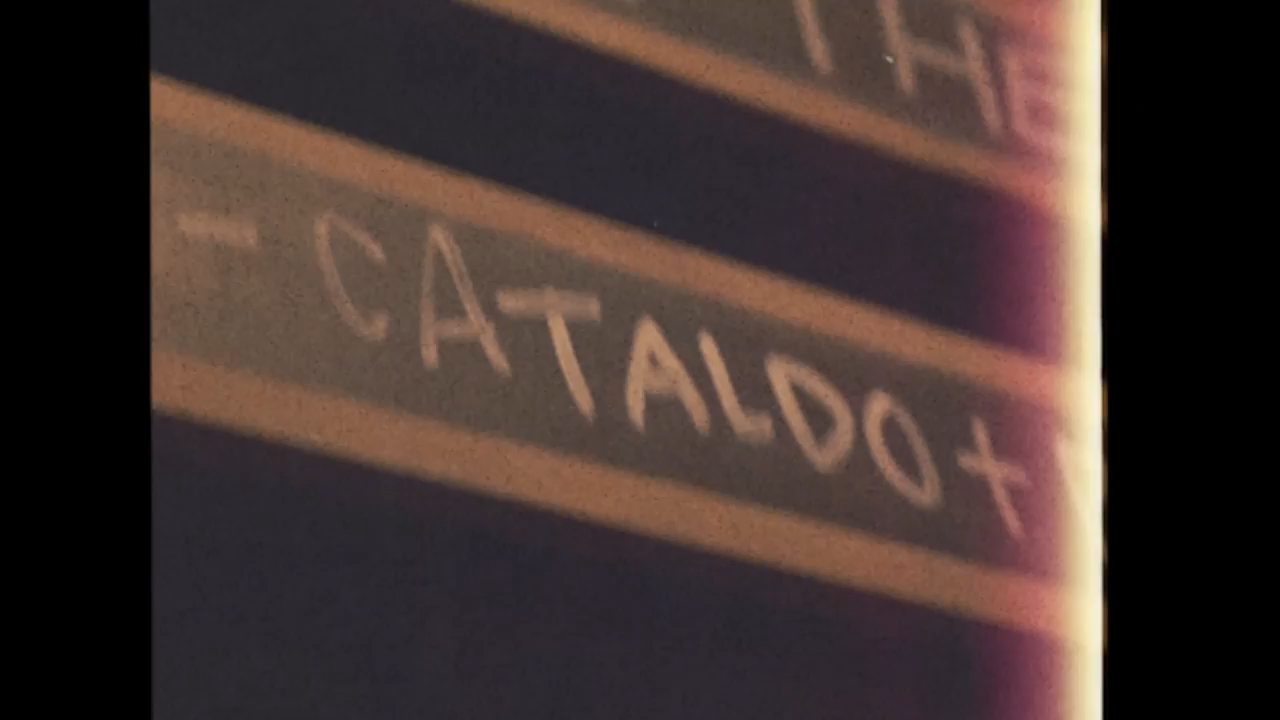 THE
- CATALDO +